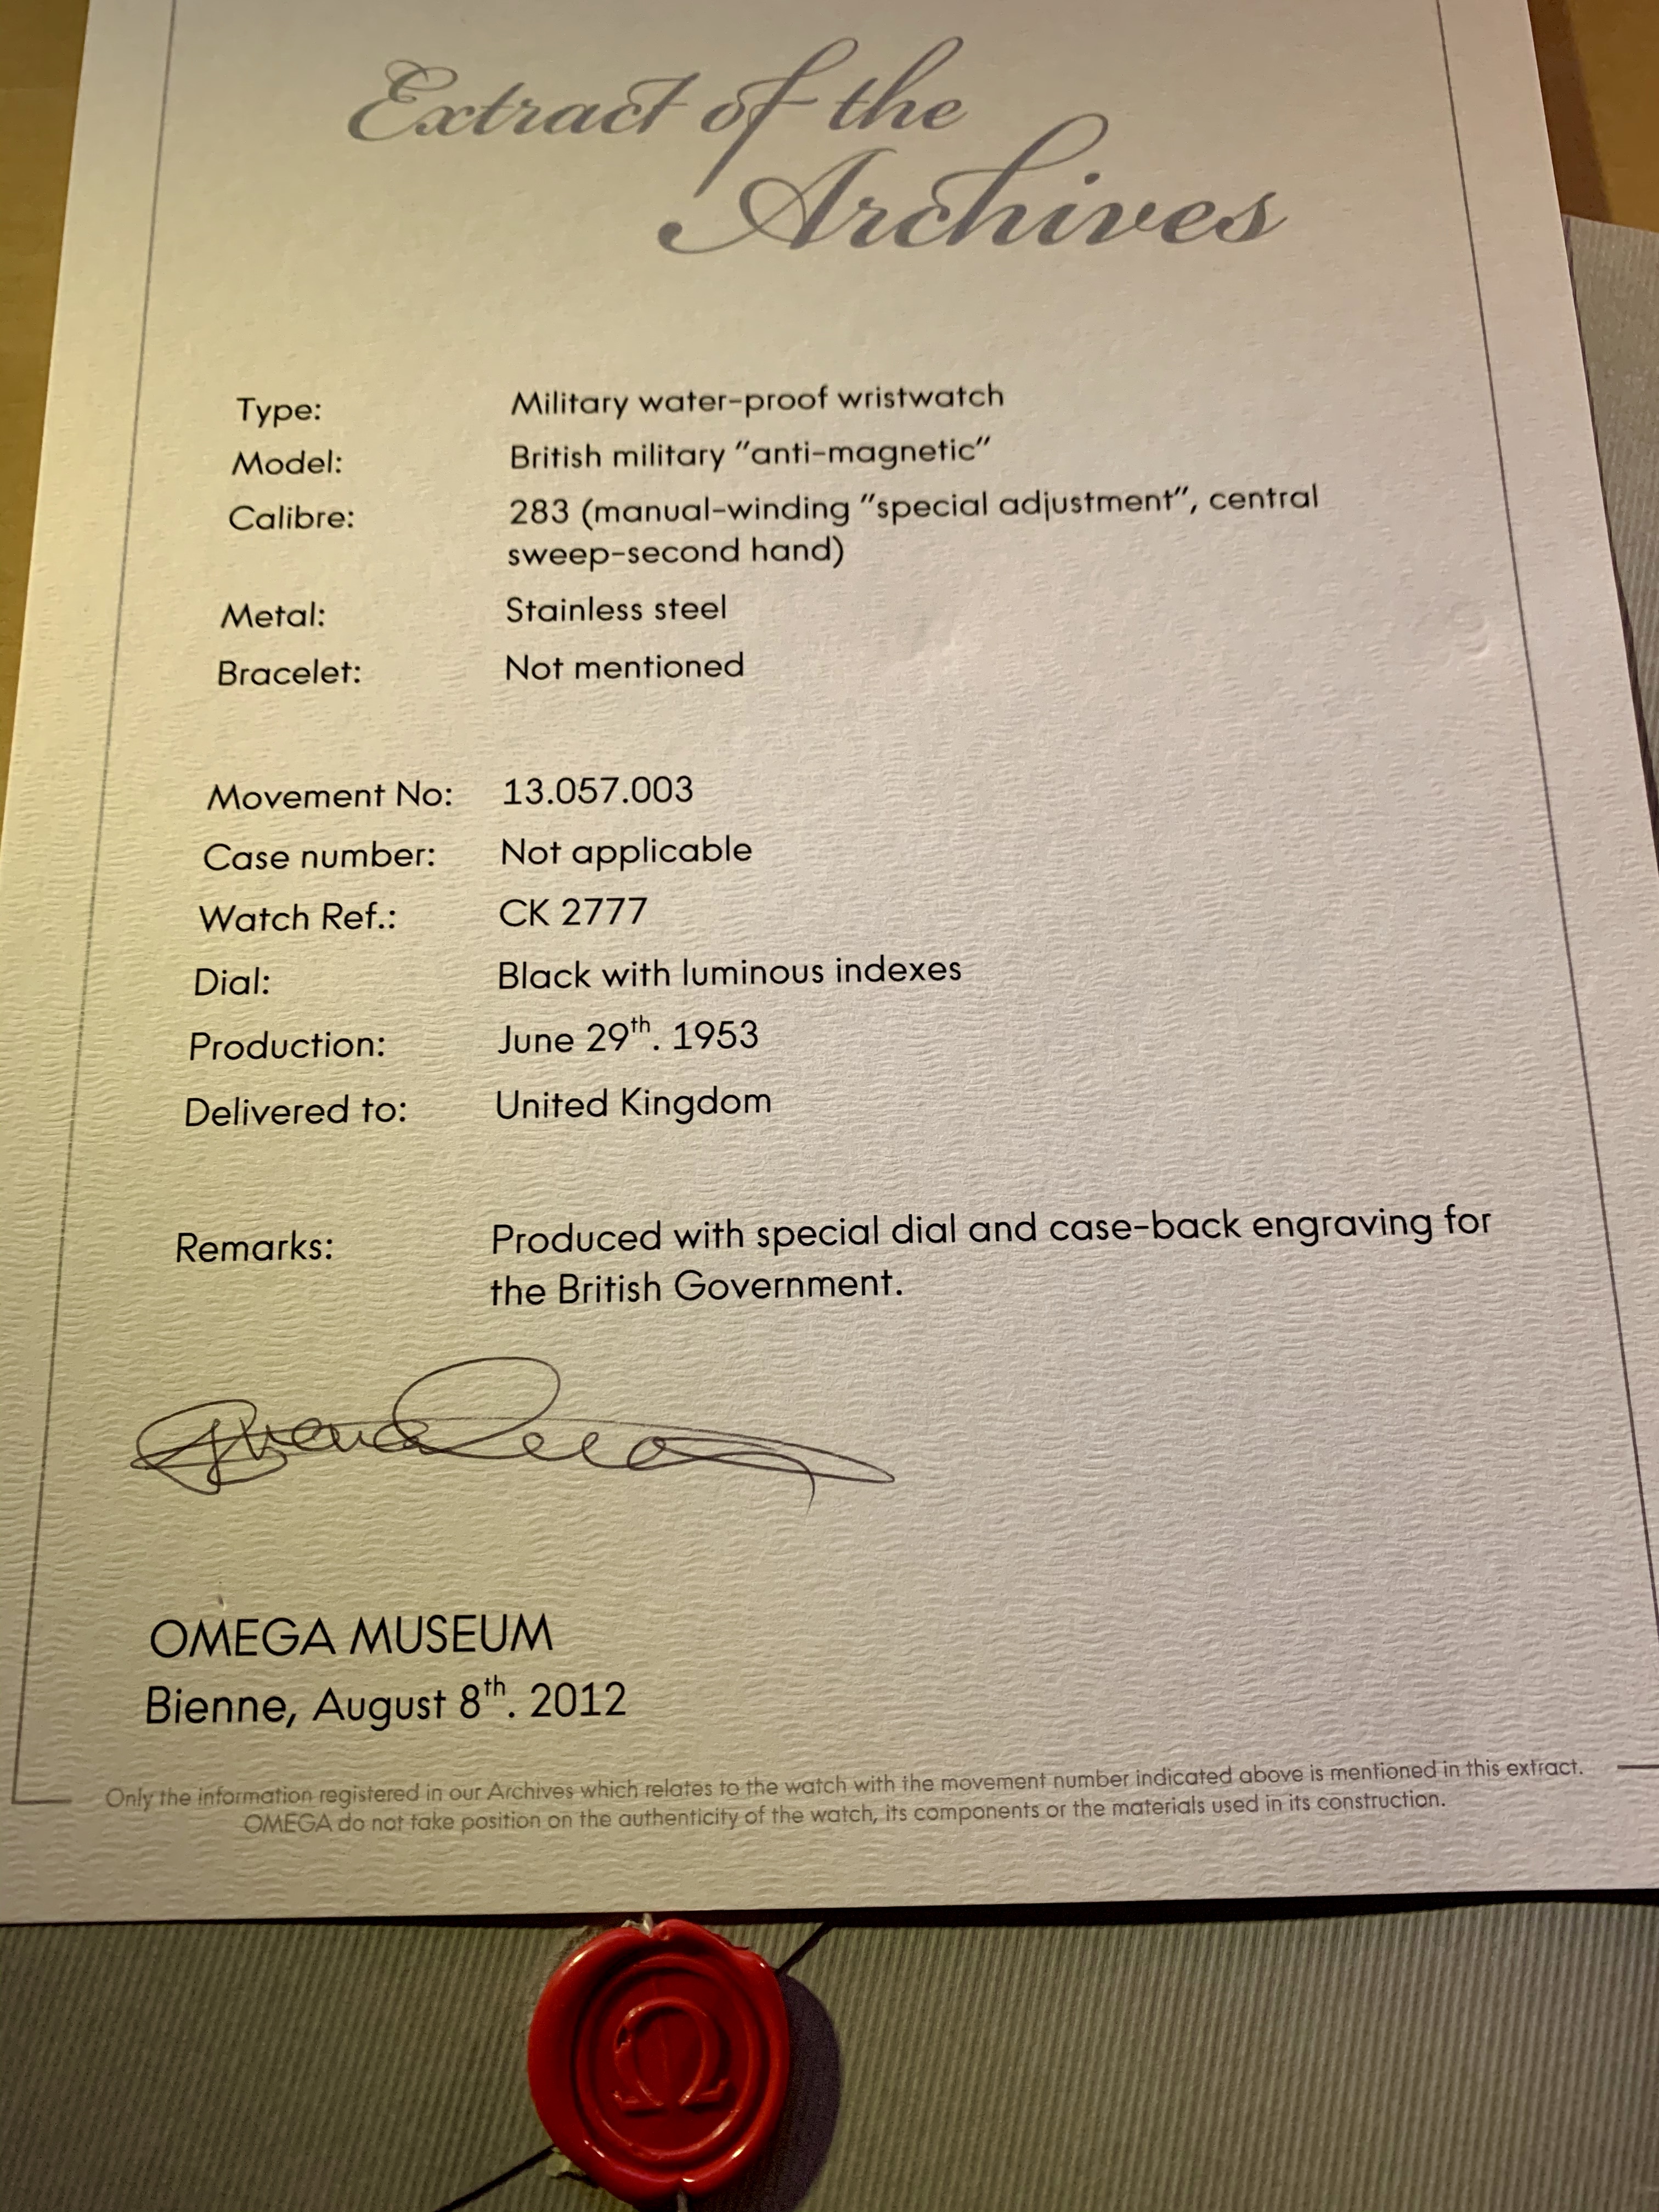 Extract of the
Archives
Type: Military water-proof wristwatch
Model: British military "anti-magnetic"
Calibre: 283 (manual-winding "special adjustment", central
sweep-second hand)
Metal: Stainless steel
Bracelet: Not mentioned
Movement No: 13.057.003
Case number: Not applicable
Watch Ref.: CK 2777
Dial: Black with luminous indexes
Production: June 29th. 1953
Delivered to: United Kingdom
Remarks: Produced with special dial and case-back engraving for
the British Government.
OMEGA MUSEUM
Bienne, August 8th. 2012
Only the information registered in our Archives which relates to the watch with the movement number indicated above is mentioned in this extract.
OMEGA do not take position on the authenticity of the watch, its components or the materials used in its construction.
Ω